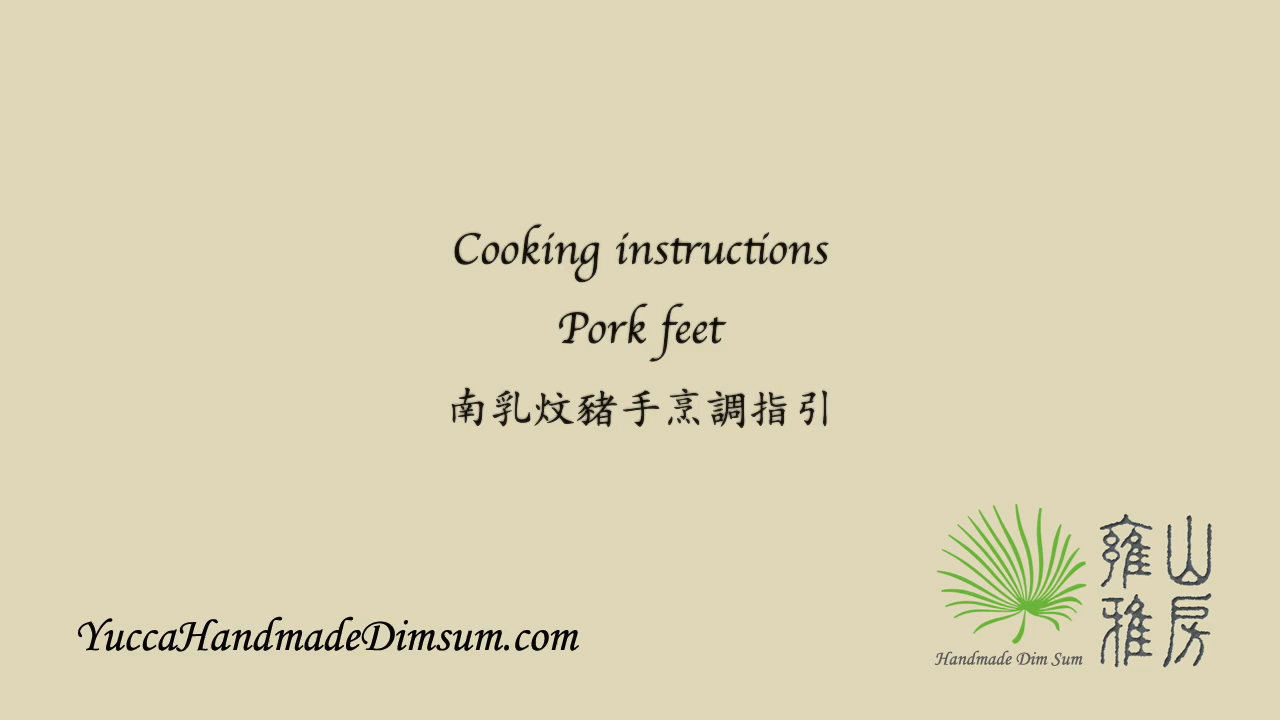 Cooking instructions
Pork feet
南乳炆豬手烹調指引
YuccaHandmadeDimsum.com
Handmade Dim Sum
雍雅山房